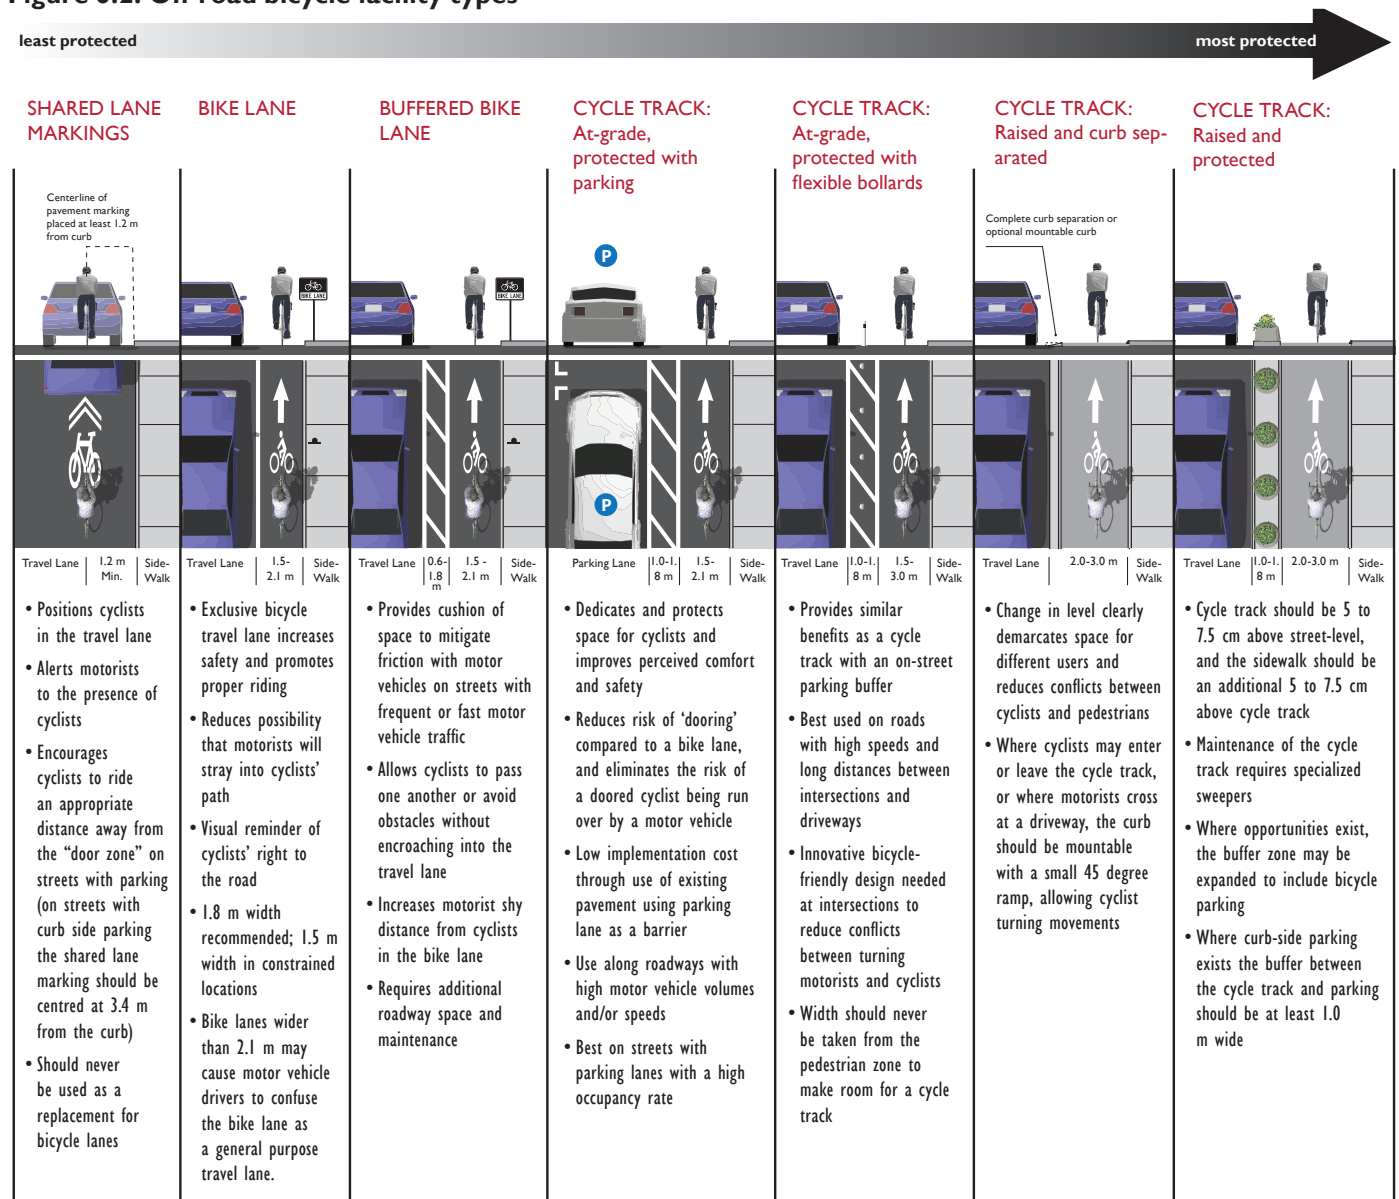 Figure 6.2: On-road bicycle facility types
least protected
most protected
SHARED LANE
MARKINGS
Centerline of
pavement marking
placed at least 1.2 m
from curb
Travel Lane
1.2 m
Min.
Side-
Walk
• Positions cyclists
in the travel lane
• Alerts motorists
to the presence of
cyclists
• Encourages
cyclists to ride
an appropriate
distance away from
the “door zone” on
streets with parking
(on streets with
curb side parking
the shared lane
marking should be
centred at 3.4 m
from the curb)
• Should never
be used as a
replacement for
bicycle lanes
BIKE LANE
BIKE LANE
Travel Lane
1.5-
2.1 m
Side-
Walk
• Exclusive bicycle
travel lane increases
safety and promotes
proper riding
• Reduces possibility
that motorists will
stray into cyclists’
path
• Visual reminder of
cyclists’ right to
the road
• 1.8 m width
recommended; 1.5 m
width in constrained
locations
• Bike lanes wider
than 2.1 m may
cause motor vehicle
drivers to confuse
the bike lane as
a general purpose
travel lane.
BUFFERED BIKE
LANE
BIKE LANE
Travel Lane
0.6-
1.8
m
1.5 -
2.1 m
Side-
Walk
• Provides cushion of
space to mitigate
friction with motor
vehicles on streets with
frequent or fast motor
vehicle traffic
• Allows cyclists to pass
one another or avoid
obstacles without
encroaching into the
travel lane
• Increases motorist shy
distance from cyclists
in the bike lane
• Requires additional
roadway space and
maintenance
CYCLE TRACK:
At-grade,
protected with
parking
P
P
Parking Lane
1.0-1.
8 m
1.5-
2.1 m
Side-
Walk
• Dedicates and protects
space for cyclists and
improves perceived comfort
and safety
• Reduces risk of ‘dooring’
compared to a bike lane,
and eliminates the risk of
a doored cyclist being run
over by a motor vehicle
• Low implementation cost
through use of existing
pavement using parking
lane as a barrier
• Use along roadways with
high motor vehicle volumes
and/or speeds
• Best on streets with
parking lanes with a high
occupancy rate
CYCLE TRACK:
At-grade,
protected with
flexible bollards
Travel Lane
1.0-1.
8 m
1.5-
3.0 m
Side-
Walk
• Provides similar
benefits as a cycle
track with an on-street
parking buffer
• Best used on roads
with high speeds and
long distances between
intersections and
driveways
• Innovative bicycle-
friendly design needed
at intersections to
reduce conflicts
between turning
motorists and cyclists
• Width should never
be taken from the
pedestrian zone to
make room for a cycle
track
CYCLE TRACK:
Raised and curb sep-
arated
Complete curb separation or
optional mountable curb
Travel Lane
2.0-3.0 m
Side-
Walk
• Change in level clearly
demarcates space for
different users and
reduces conflicts between
cyclists and pedestrians
• Where cyclists may enter
or leave the cycle track,
or where motorists cross
at a driveway, the curb
should be mountable
with a small 45 degree
ramp, allowing cyclist
turning movements
CYCLE TRACK:
Raised and
protected
Travel Lane
1.0-1.
8 m
2.0-3.0 m
Side-
Walk
• Cycle track should be 5 to
7.5 cm above street-level,
and the sidewalk should be
an additional 5 to 7.5 cm
above cycle track
• Maintenance of the cycle
track requires specialized
sweepers
• Where opportunities exist,
the buffer zone may be
expanded to include bicycle
parking
• Where curb-side parking
exists the buffer between
the cycle track and parking
should be at least 1.0
m wide